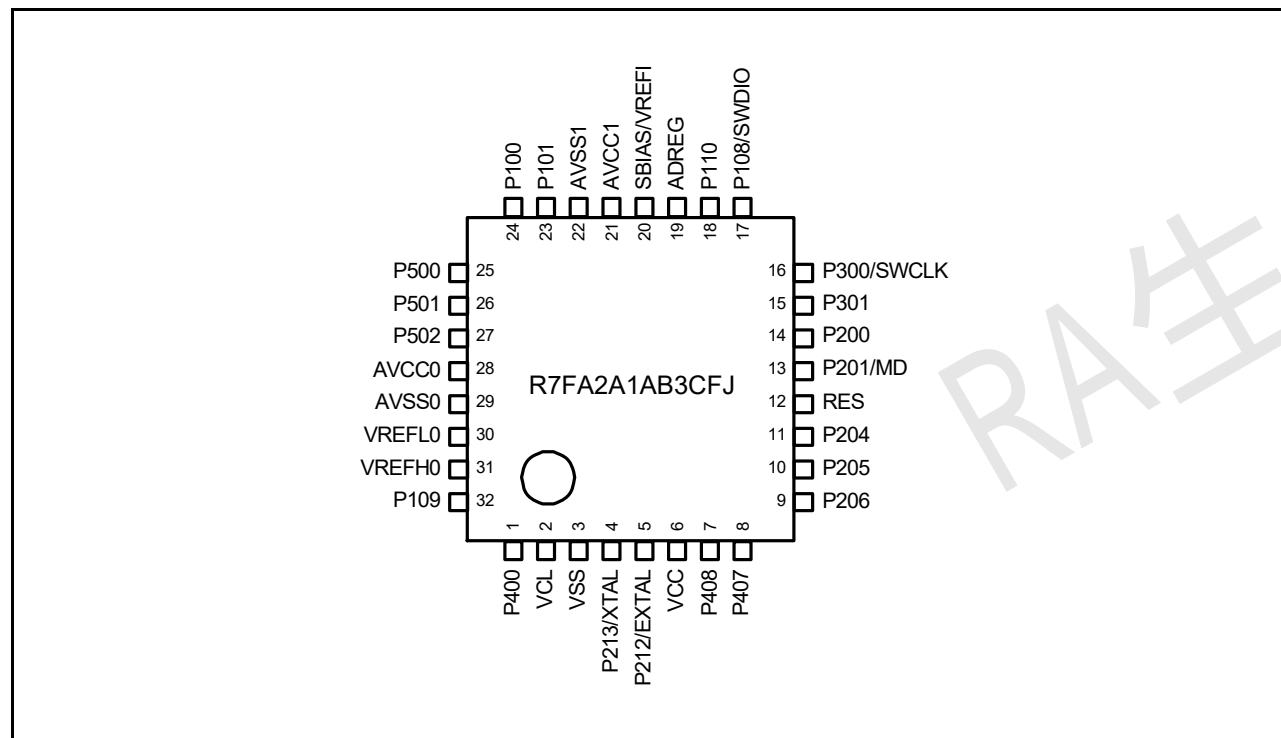 P100
P101
AVSS1
AVCC1
SBIAS/VREFI
ADREG
P110
P108/SWDIO
24
23
22
21
20
19
18
17
P500 25
P501 26
P502 27
AVCC0 28
AVSS0 29
VREFL0 30
VREFH0 31
P109 32
R7FA2A1AB3CFJ
16 P300/SWCLK
15 P301
14 P200
13 P201/MD
12 RES
11 P204
10 P205
9 P206
1
2
3
4
5
6
7
8
P400
VCL
VSS
P213/XTAL
P212/EXTAL
VCC
P408
P407
RA生